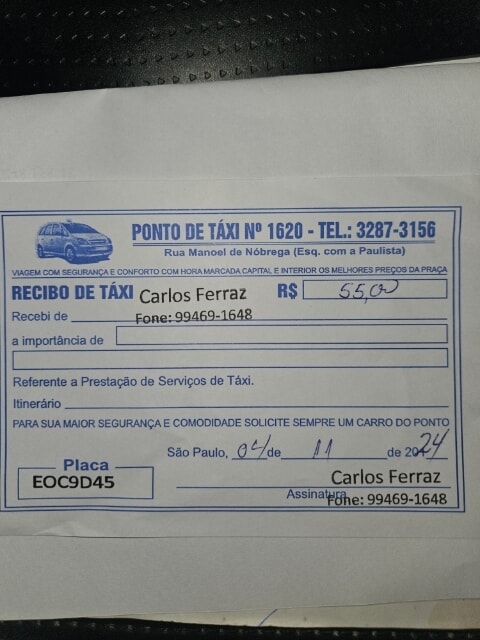 PONTO DE TÁXI Nº 1620 - TEL.: 3287-3156
Rua Manoel de Nóbrega (Esq. com a Paulista)
VIAGEM COM SEGURANÇA E CONFORTO COM HORA MARCADA CAPITAL E INTERIOR OS MELHORES PREÇOS DA PRAÇA
RECIBO DE TÁXI Carlos Ferraz R$ 55,00
Recebi de Fone: 99469-1648
a importância de
Referente a Prestação de Serviços de Táxi.
Itinerário
PARA SUA MAIOR SEGURANÇA E COMODIDADE SOLICITE SEMPRE UM CARRO DO PONTO
São Paulo, 04/de 11 de 2024
Placa
EOC9D45
Carlos Ferraz
Assinatura Fone: 99469-1648